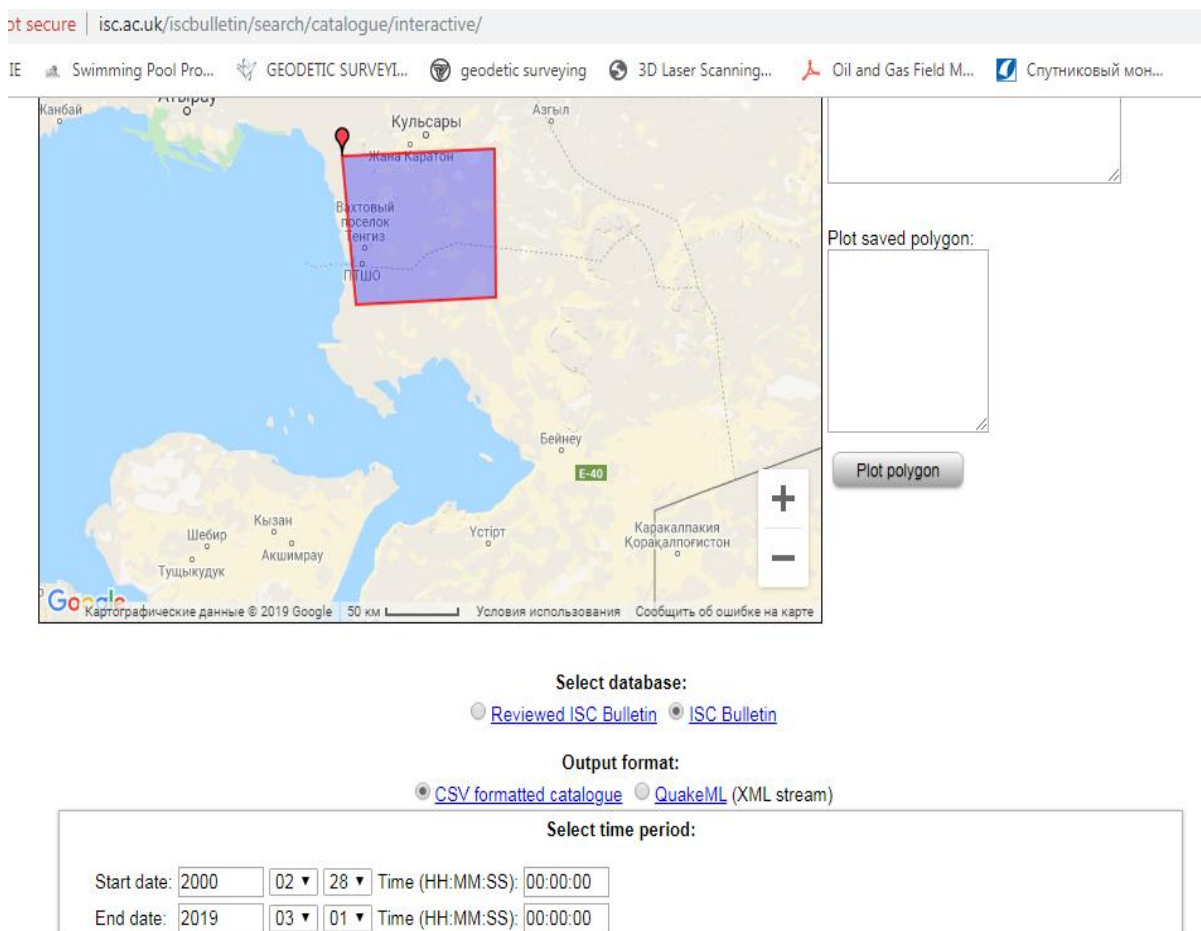 ot secure | isc.ac.uk/iscbulletin/search/catalogue/interactive/
IE Swimming Pool Pro... GEODETIC SURVEYI... geodetic surveying 3D Laser Scanning... Oil and Gas Field M... Спутниковый мон...
Канбай
Атырау
Кульсары
Азгыл
Жана Каратон
Вахтовый
поселок
Тенгиз
ПТШО
Бейнеу
E-40
Кызан
Шебир
Акшимрау
Тущыкудук
Үстірт
Каракалпакия
Қорақалпоғистон
+
−
Google
Картографические данные © 2019 Google 50 км Условия использования Сообщить об ошибке на карте
Plot saved polygon:
Plot polygon
Select database:
Reviewed ISC Bulletin ISC Bulletin
Output format:
CSV formatted catalogue QuakeML (XML stream)
Select time period:
Start date: 2000 02 28 Time (HH:MM:SS): 00:00:00
End date: 2019 03 01 Time (HH:MM:SS): 00:00:00